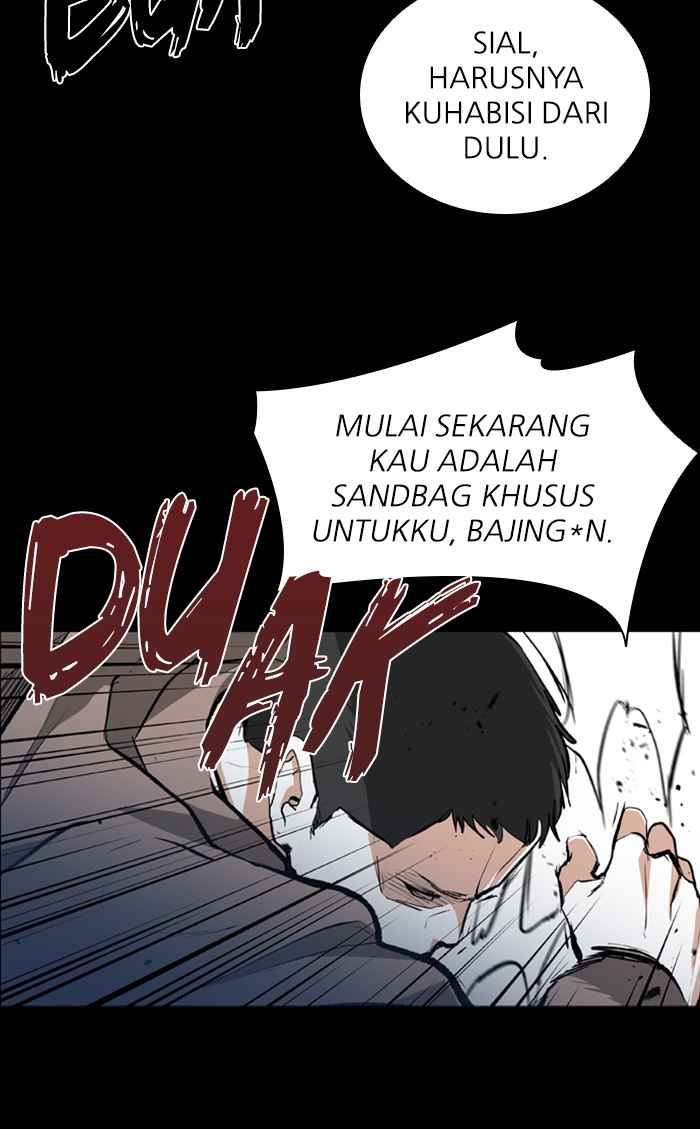 SIAL,
HARUSNYA
KUHABISI DARI
DULU.
MULAI SEKARANG
KAU ADALAH
SANDBAG KHUSUS
UNTUKKU, BAJING*N.
DUAK